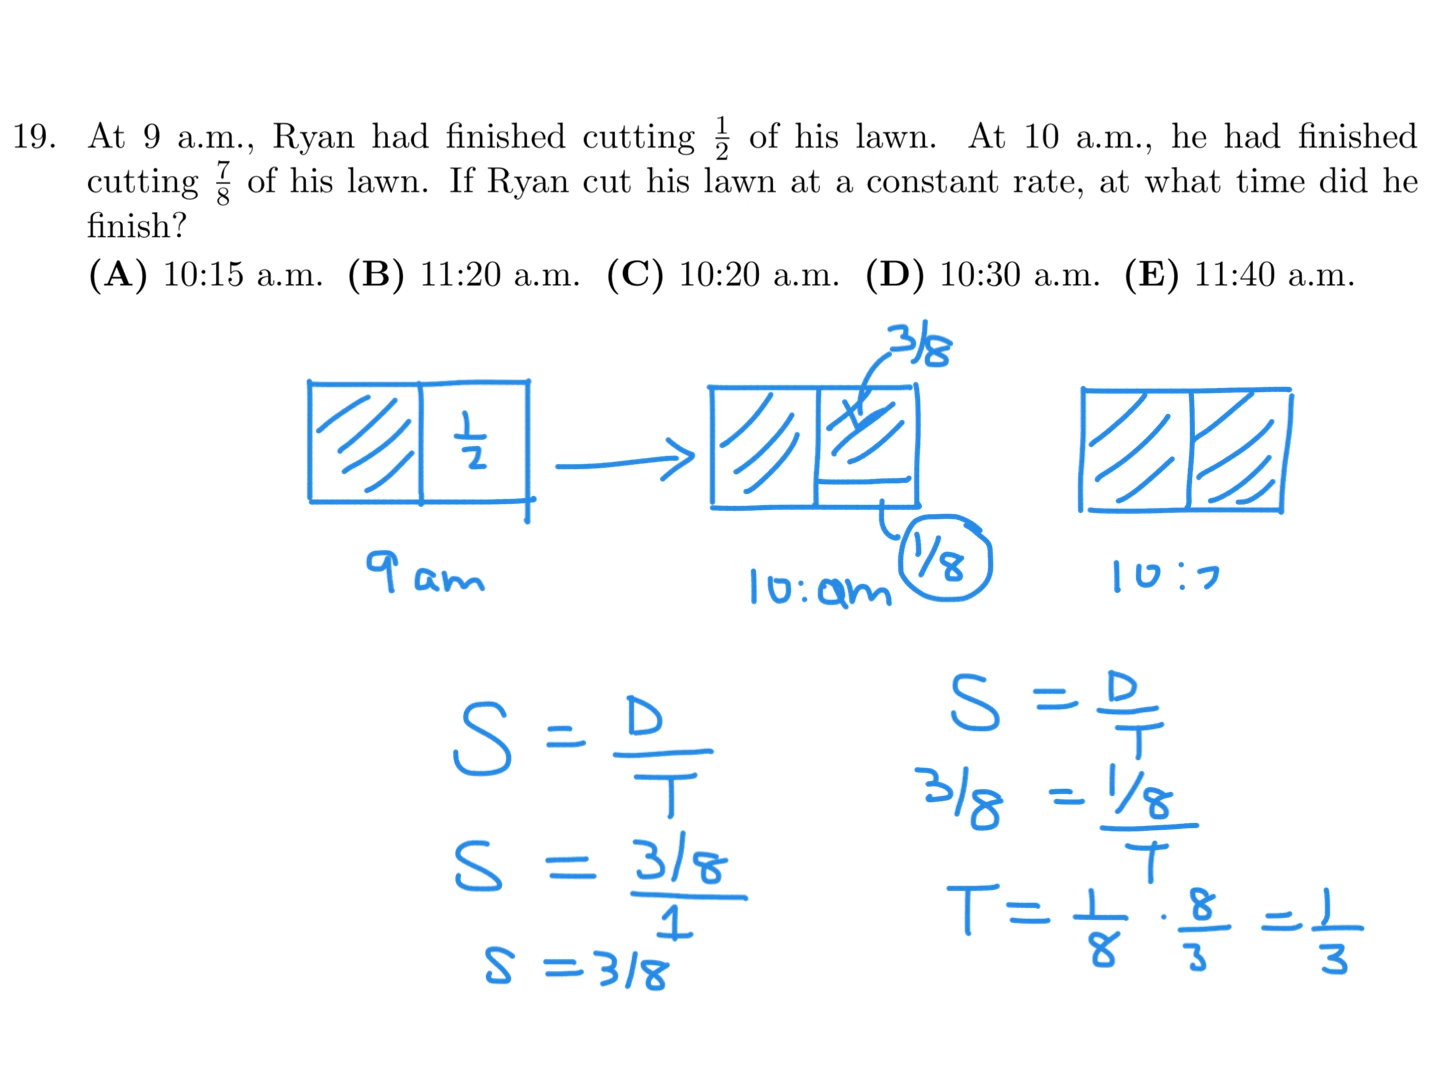 19. At 9 a.m., Ryan had finished cutting 1/2 of his lawn. At 10 a.m., he had finished
cutting 7/8 of his lawn. If Ryan cut his lawn at a constant rate, at what time did he
finish?
(A) 10:15 a.m. (B) 11:20 a.m. (C) 10:20 a.m. (D) 10:30 a.m. (E) 11:40 a.m.
3/8
1/2
1/8
9 am
10:am
10:?
S = D/T
S = 3/8 / 1
S = 3/8
S = D/T
3/8 = 1/8 / T
T = 1/8 · 8/3 = 1/3